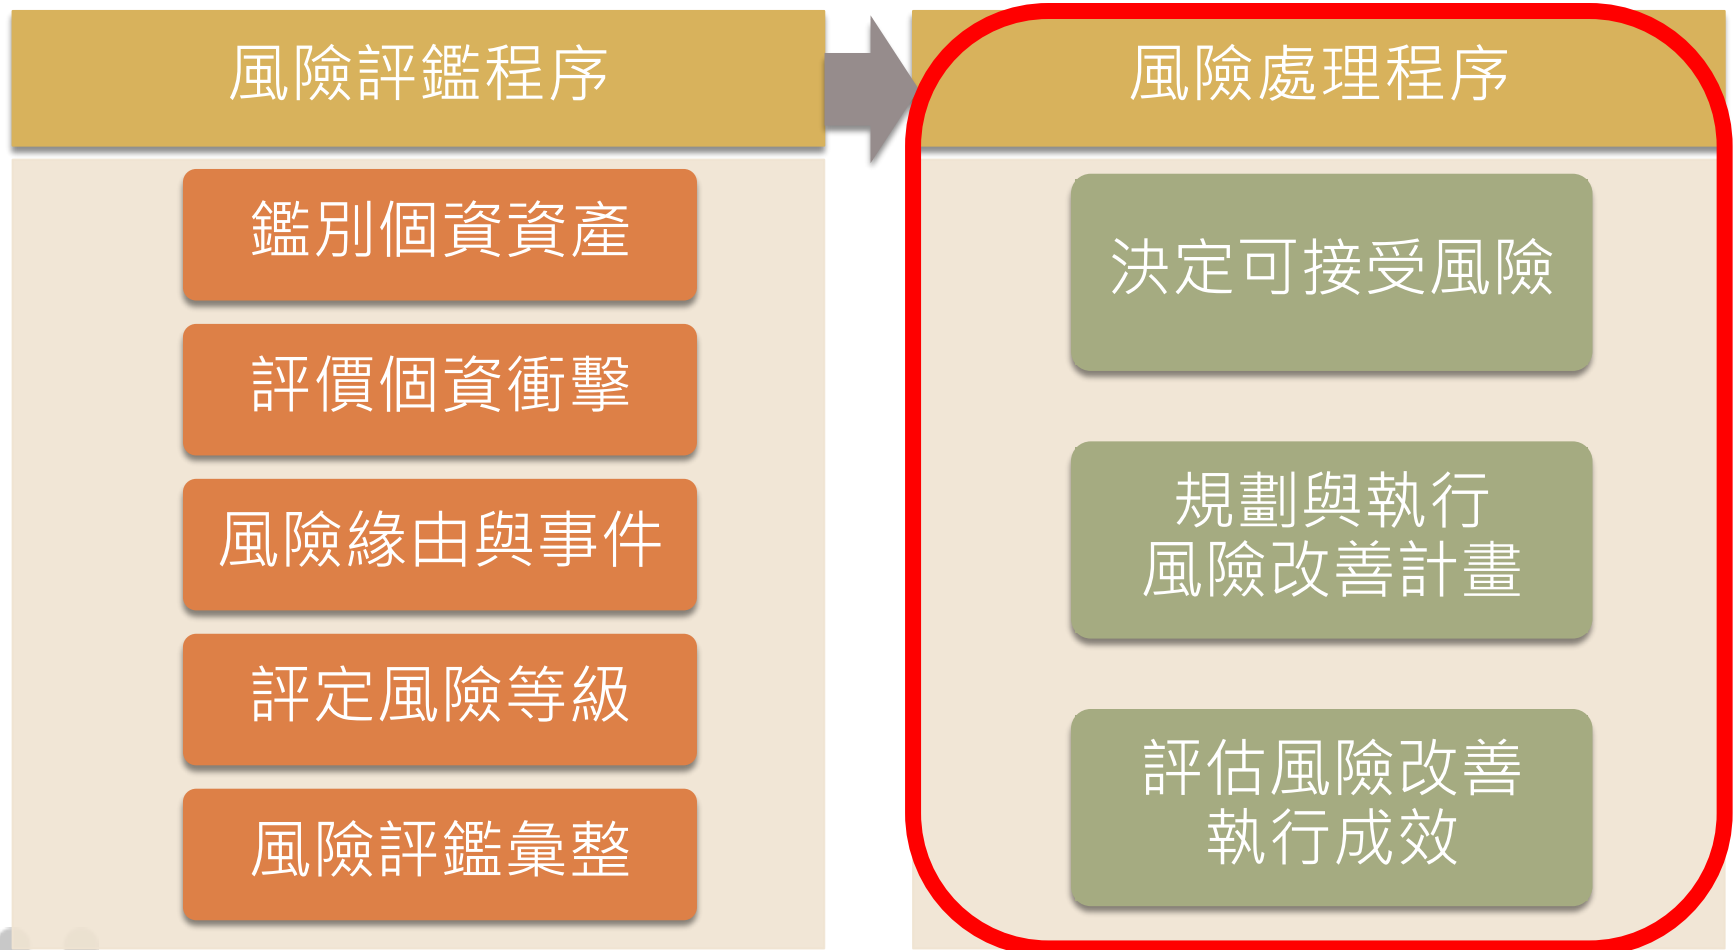 風險評鑑程序
鑑別個資資產
評價個資衝擊
風險緣由與事件
評定風險等級
風險評鑑彙整
風險處理程序
決定可接受風險
規劃與執行
風險改善計畫
評估風險改善
執行成效